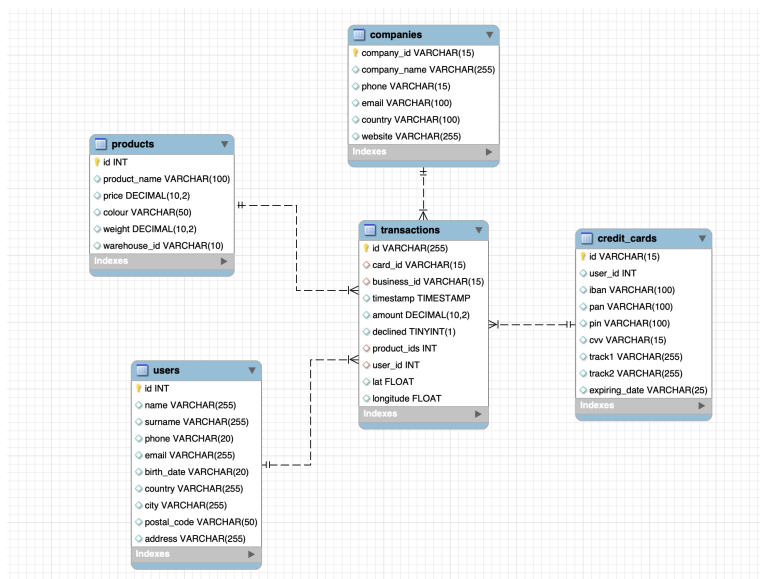 companies
company_id VARCHAR(15)
company_name VARCHAR(255)
phone VARCHAR(15)
email VARCHAR(100)
country VARCHAR(100)
website VARCHAR(255)
Indexes
products
id INT
product_name VARCHAR(100)
price DECIMAL(10,2)
colour VARCHAR(50)
weight DECIMAL(10,2)
warehouse_id VARCHAR(10)
Indexes
transactions
id VARCHAR(255)
card_id VARCHAR(15)
business_id VARCHAR(15)
timestamp TIMESTAMP
amount DECIMAL(10,2)
declined TINYINT(1)
product_ids INT
user_id INT
lat FLOAT
longitude FLOAT
Indexes
credit_cards
id VARCHAR(15)
user_id INT
iban VARCHAR(100)
pan VARCHAR(100)
pin VARCHAR(100)
cvv VARCHAR(15)
track1 VARCHAR(255)
track2 VARCHAR(255)
expiring_date VARCHAR(25)
Indexes
users
id INT
name VARCHAR(255)
surname VARCHAR(255)
phone VARCHAR(20)
email VARCHAR(255)
birth_date VARCHAR(20)
country VARCHAR(255)
city VARCHAR(255)
postal_code VARCHAR(50)
address VARCHAR(255)
Indexes